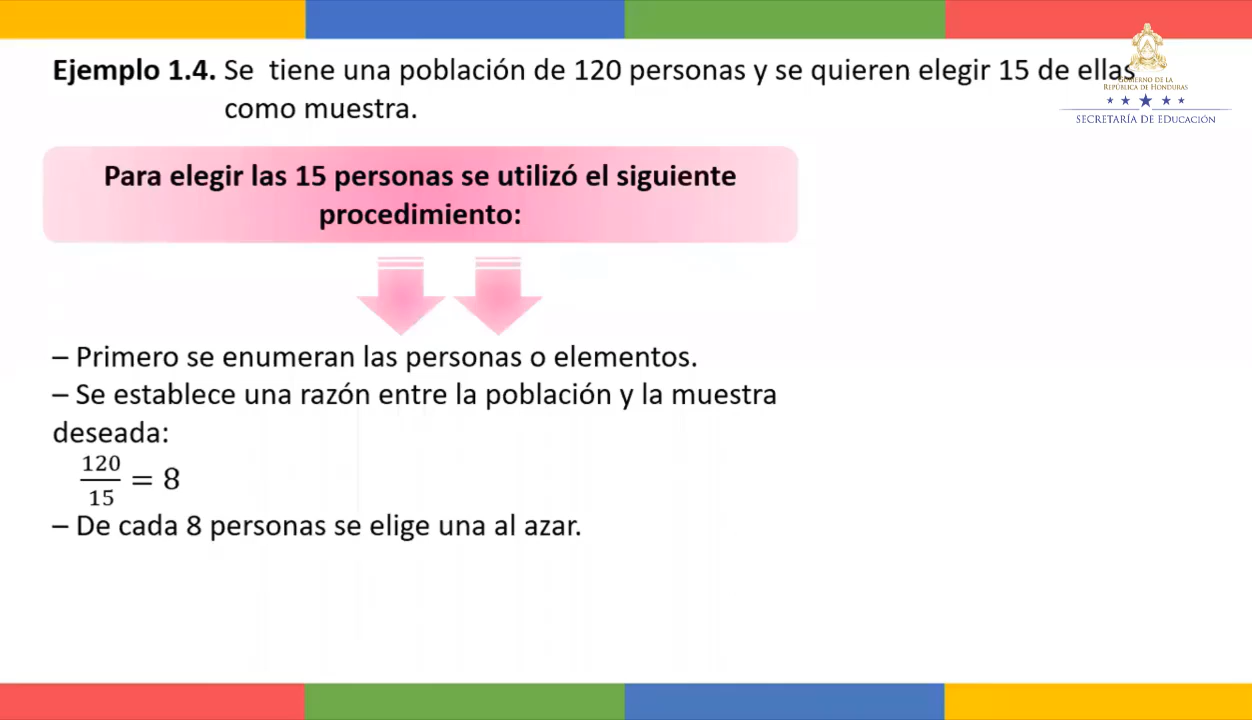 Ejemplo 1.4. Se tiene una población de 120 personas y se quieren elegir 15 de ellas
como muestra.
GOBIERNO DE LA
REPÚBLICA DE HONDURAS
SECRETARÍA DE EDUCACIÓN
Para elegir las 15 personas se utilizó el siguiente
procedimiento:
– Primero se enumeran las personas o elementos.
– Se establece una razón entre la población y la muestra
deseada:
120/15 = 8
– De cada 8 personas se elige una al azar.